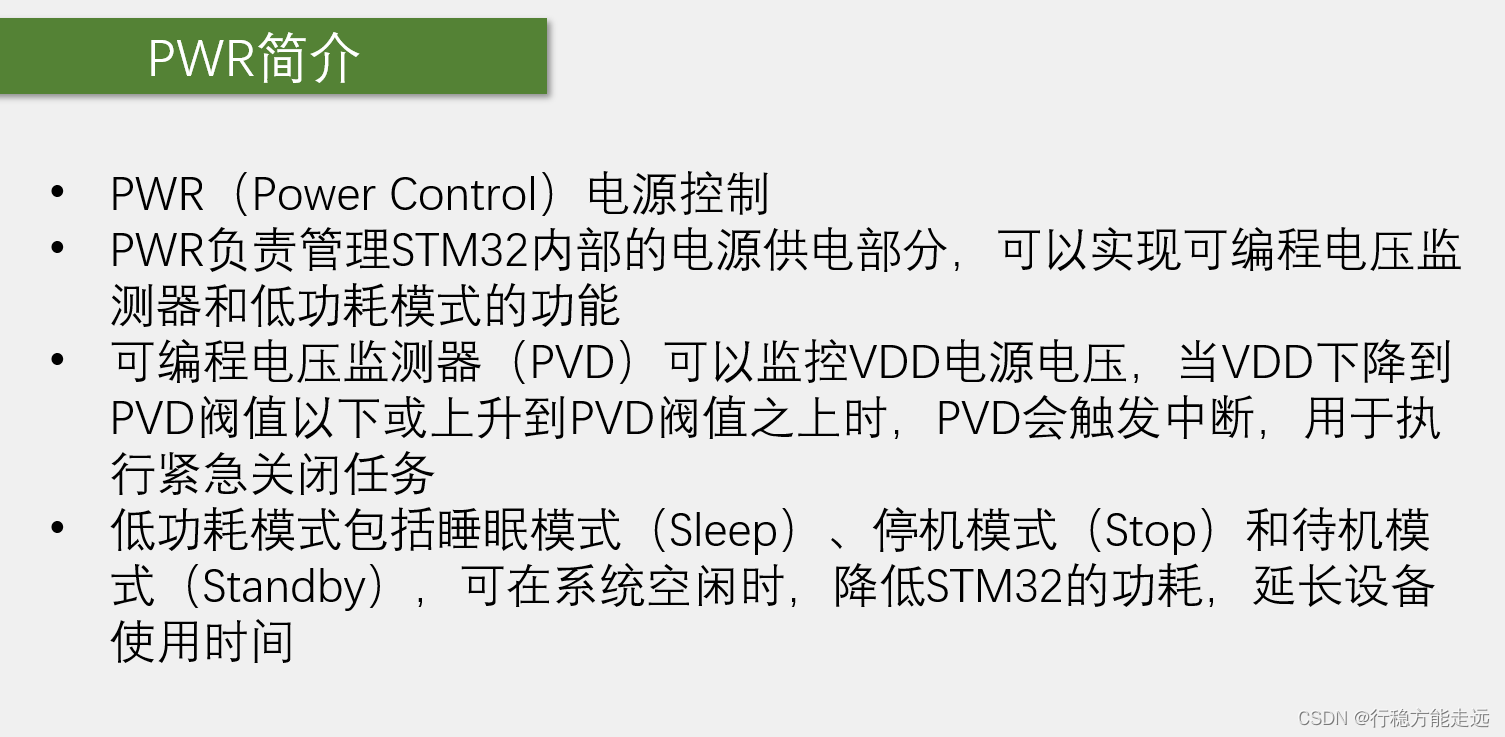 PWR简介
• PWR（Power Control）电源控制
• PWR负责管理STM32内部的电源供电部分，可以实现可编程电压监
测器和低功耗模式的功能
• 可编程电压监测器（PVD）可以监控VDD电源电压，当VDD下降到
PVD阀值以下或上升到PVD阀值之上时，PVD会触发中断，用于执
行紧急关闭任务
• 低功耗模式包括睡眠模式（Sleep）、停机模式（Stop）和待机模
式（Standby），可在系统空闲时，降低STM32的功耗，延长设备
使用时间
CSDN @行稳方能走远